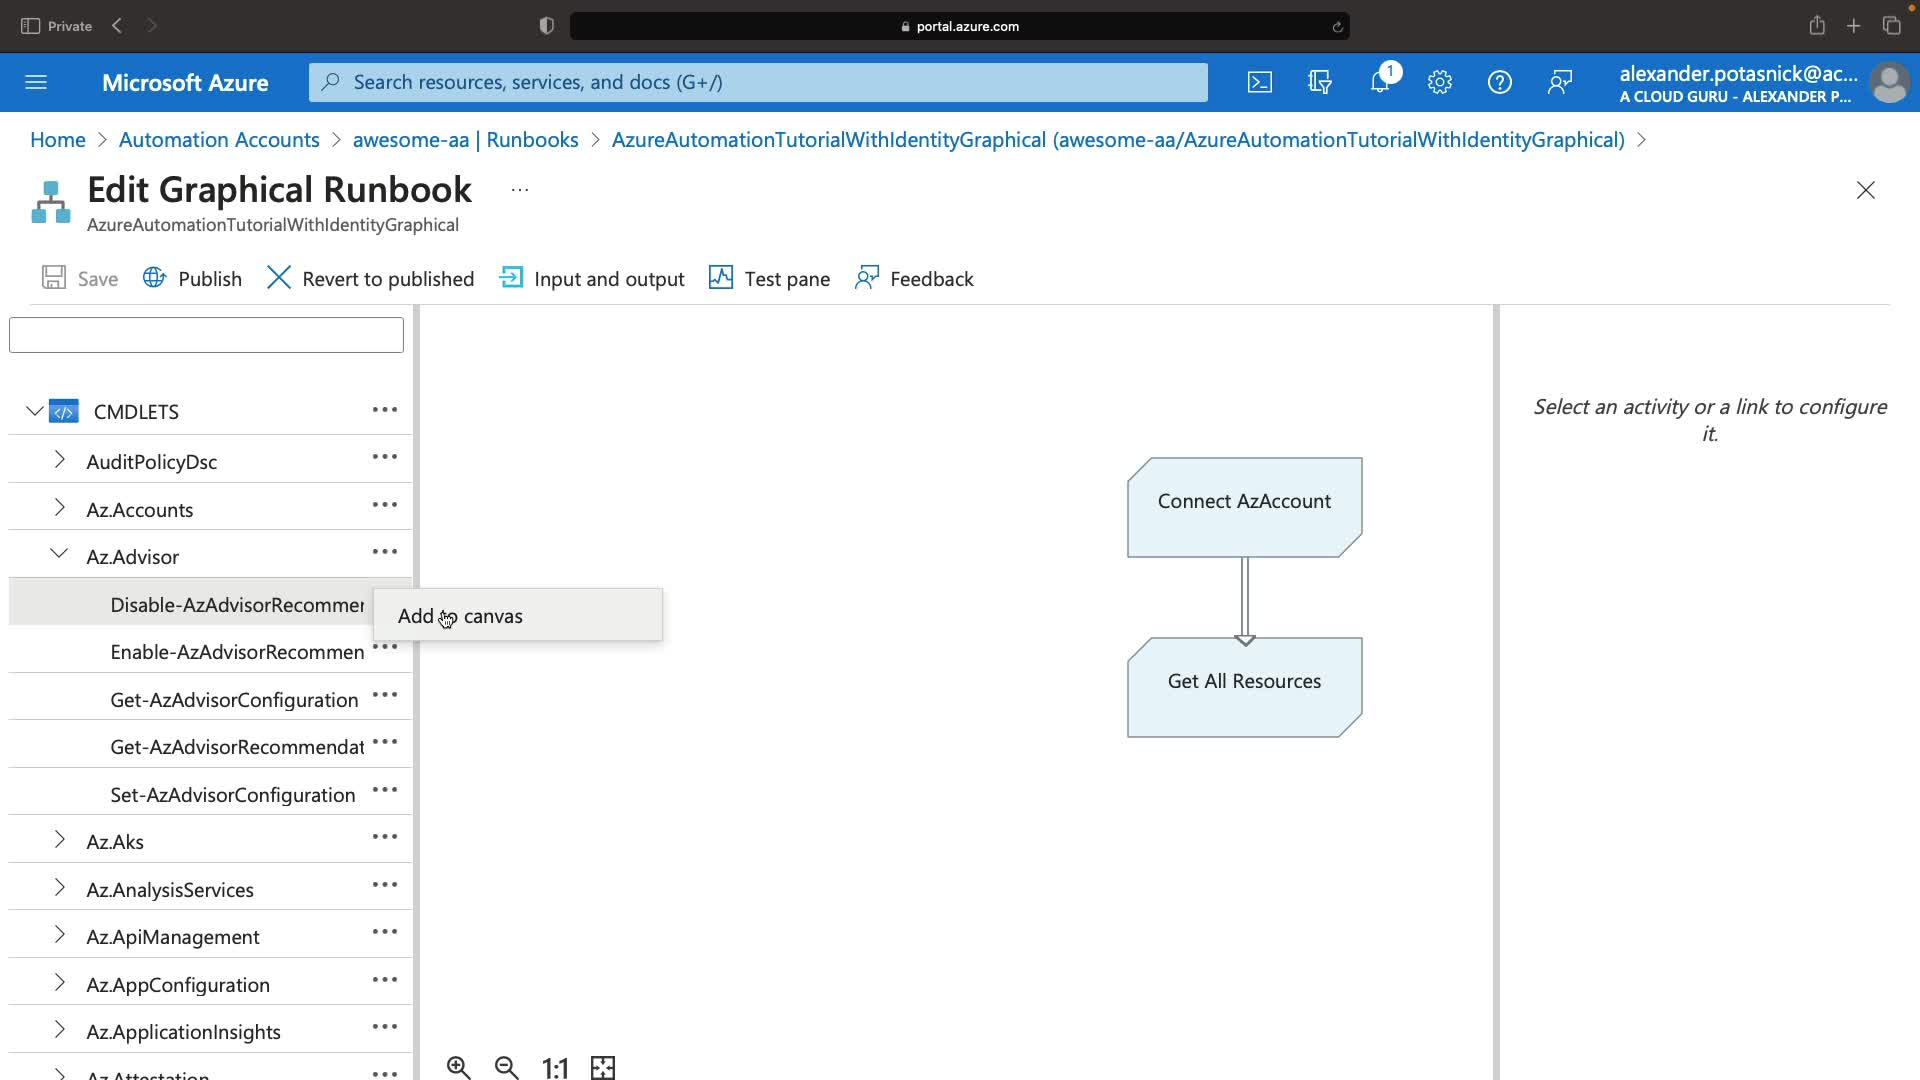 Private
portal.azure.com
Microsoft Azure
Search resources, services, and docs (G+/)
1
alexander.potasnick@ac...
A CLOUD GURU - ALEXANDER P...
Home > Automation Accounts > awesome-aa | Runbooks > AzureAutomationTutorialWithIdentityGraphical (awesome-aa/AzureAutomationTutorialWithIdentityGraphical) >
Edit Graphical Runbook ...
AzureAutomationTutorialWithIdentityGraphical
Save Publish Revert to published Input and output Test pane Feedback
CMDLETS
AuditPolicyDsc
Az.Accounts
Az.Advisor
Disable-AzAdvisorRecommen
Add to canvas
Enable-AzAdvisorRecommen
Get-AzAdvisorConfiguration
Get-AzAdvisorRecommendat
Set-AzAdvisorConfiguration
Az.Aks
Az.AnalysisServices
Az.ApiManagement
Az.AppConfiguration
Az.ApplicationInsights
Az.Attestation
Connect AzAccount
Get All Resources
Select an activity or a link to configure
it.
1:1